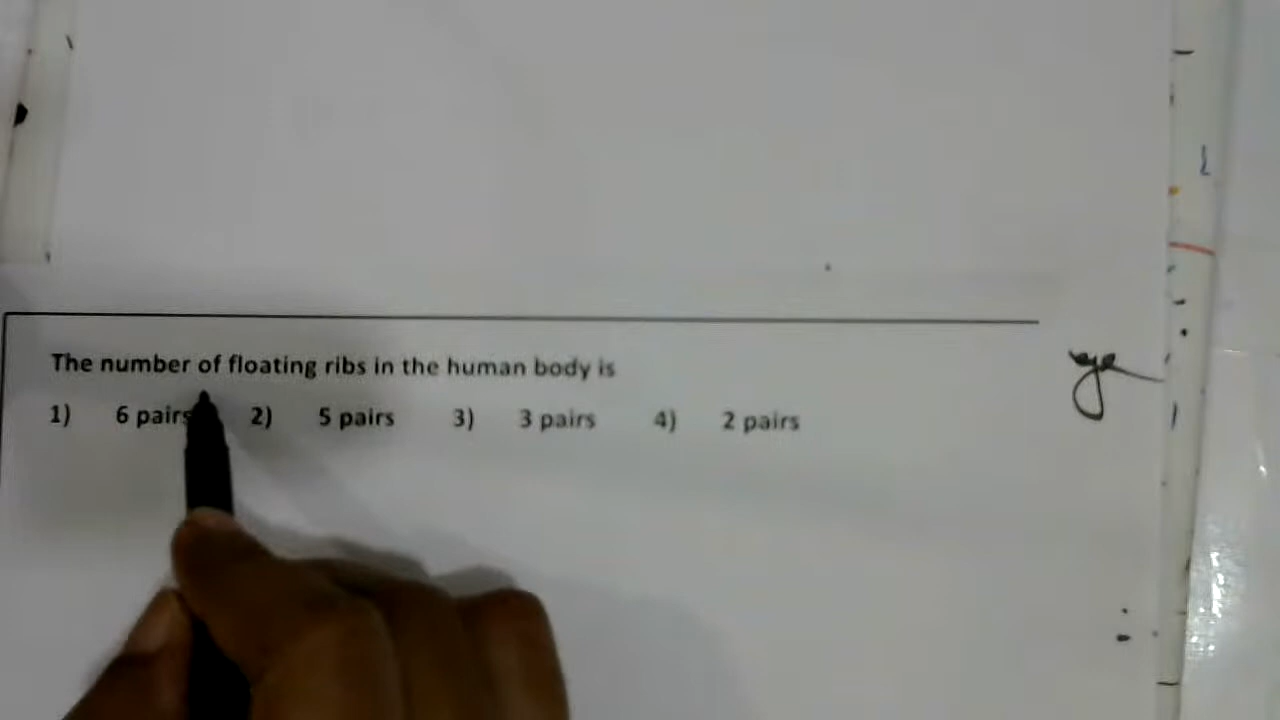 The number of floating ribs in the human body is
1) 6 pairs 2) 5 pairs 3) 3 pairs 4) 2 pairs